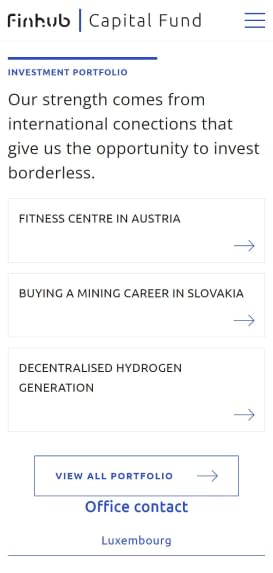 Finhub | Capital Fund
INVESTMENT PORTFOLIO
Our strength comes from
international conections that
give us the opportunity to invest
borderless.
FITNESS CENTRE IN AUSTRIA
BUYING A MINING CAREER IN SLOVAKIA
DECENTRALISED HYDROGEN
GENERATION
VIEW ALL PORTFOLIO
Office contact
Luxembourg